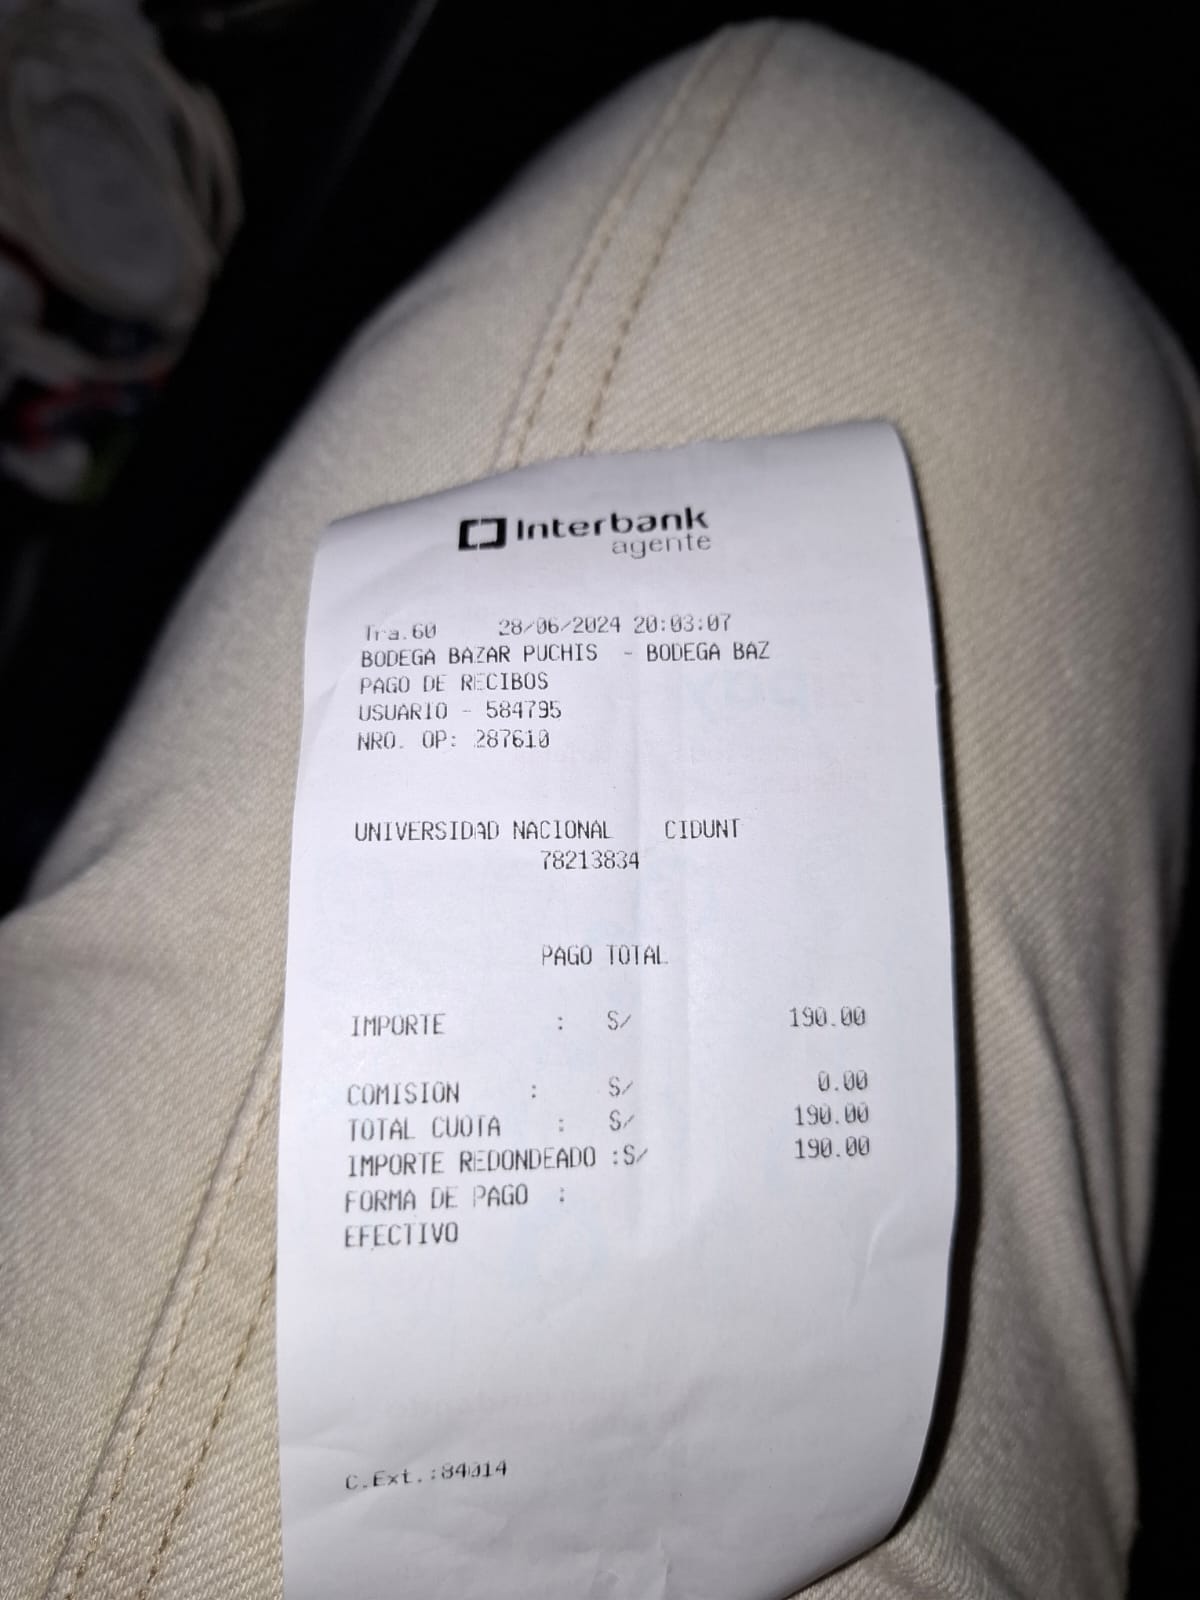 Interbank
agente
Tra.60 28/06/2024 20:03:07
BODEGA BAZAR PUCHIS - BODEGA BAZ
PAGO DE RECIBOS
USUARIO - 584795
NRO. OP: 287610
UNIVERSIDAD NACIONAL CIDUNT
78213834
PAGO TOTAL
IMPORTE : S/ 190.00
COMISION : S/ 0.00
TOTAL CUOTA : S/ 190.00
IMPORTE REDONDEADO :S/ 190.00
FORMA DE PAGO :
EFECTIVO
C.Ext.:84014